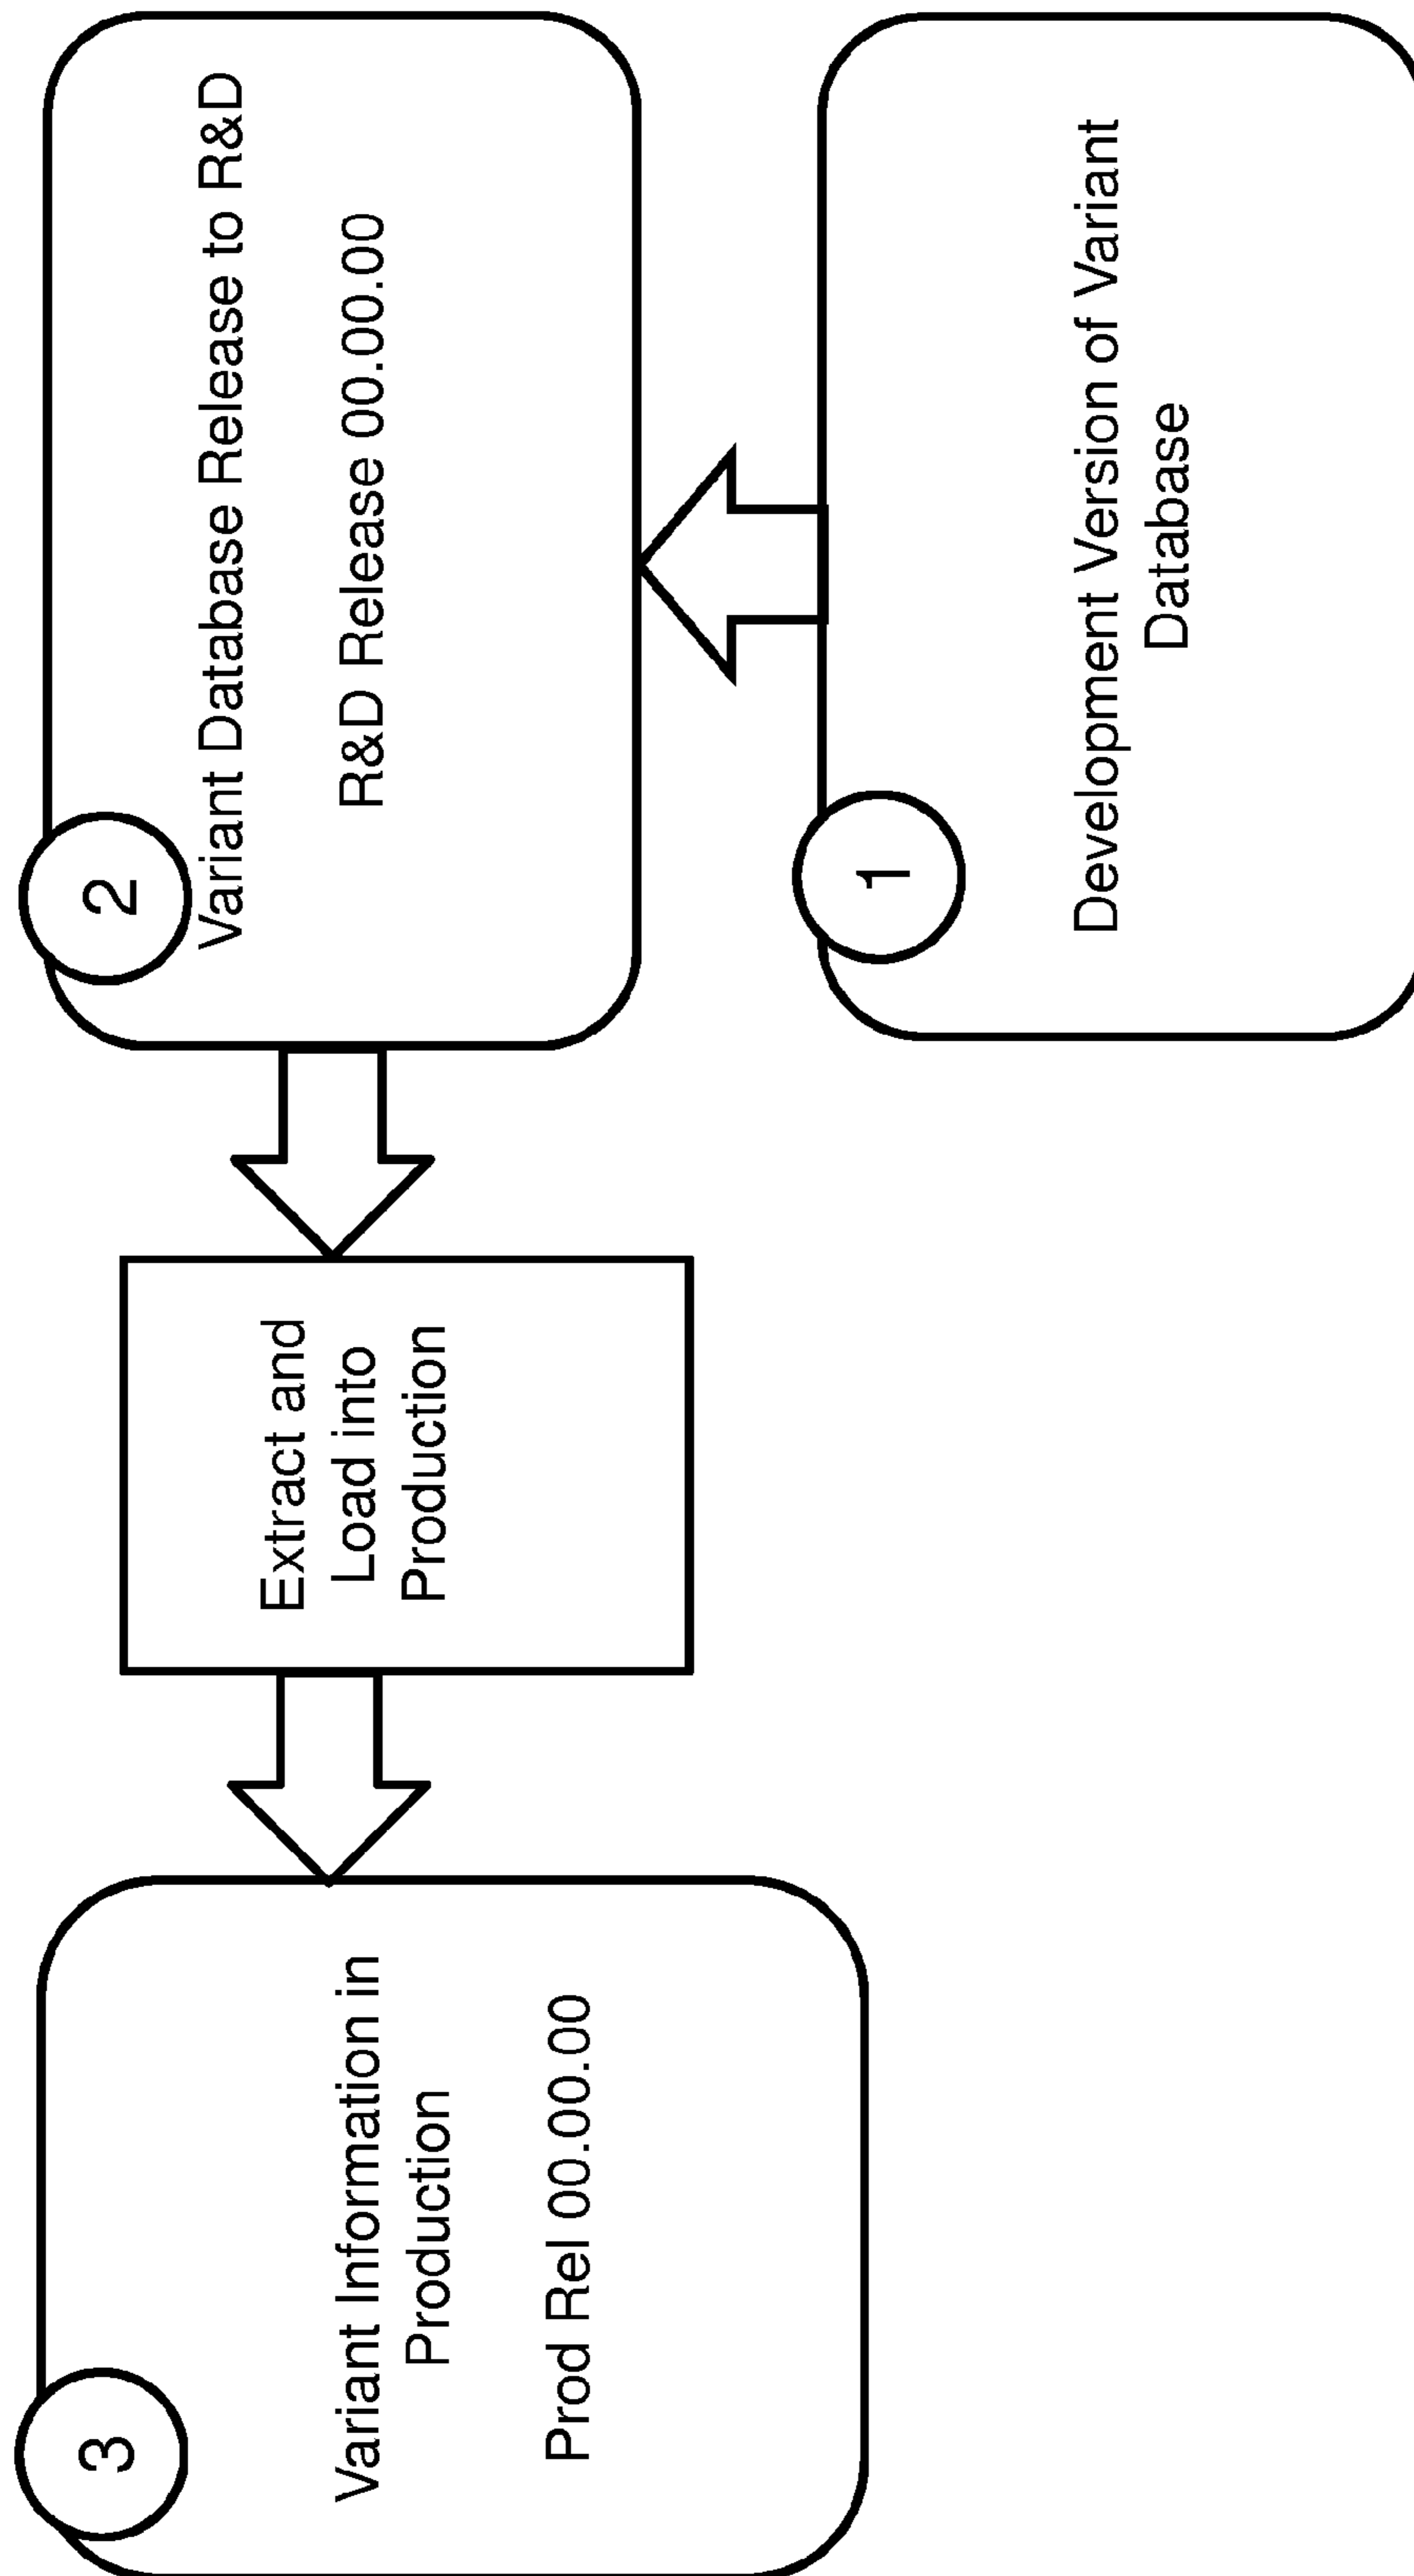 3
Variant Information in
Production
Prod Rel 00.00.00
Extract and
Load into
Production
2
Variant Database Release to R&D
R&D Release 00.00.00
1
Development Version of Variant
Database